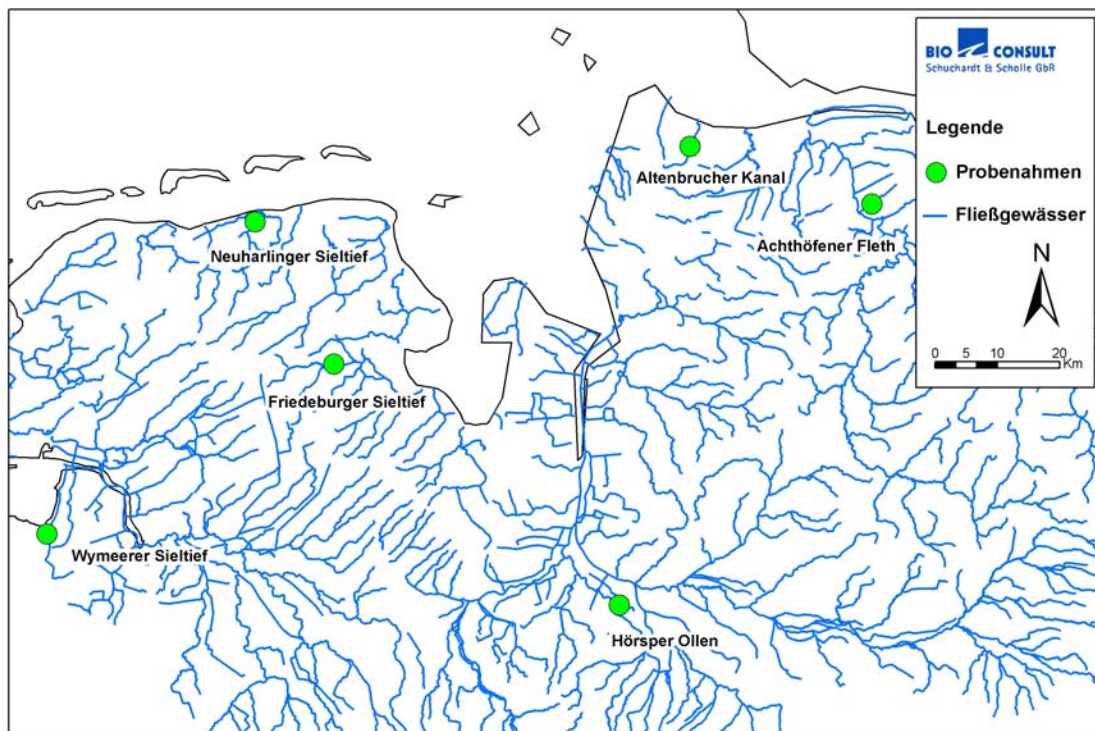 BIO CONSULT
Schuchardt & Scholle GbR
Legende
Probenahmen
Fließgewässer
N
0 5 10 20
Km
Altenbrucher Kanal
Achthöfener Fleth
Neuharlinger Sieltief
Friedeburger Sieltief
Wymeerer Sieltief
Hörsper Ollen